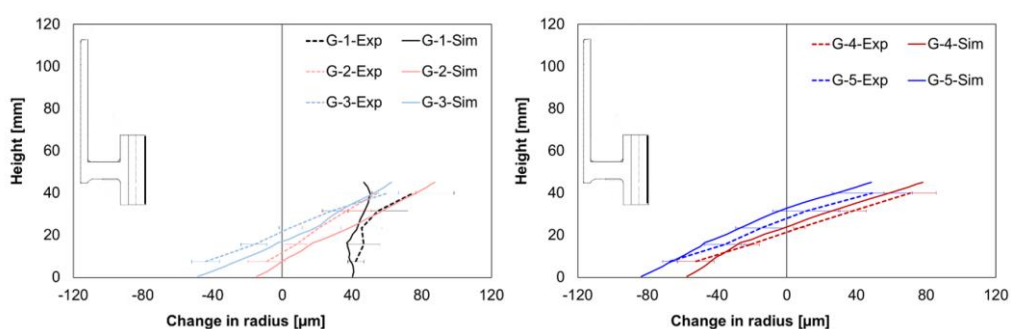 120
100
80
60
40
20
0
Height [mm]
G-1-Exp G-1-Sim
G-2-Exp G-2-Sim
G-3-Exp G-3-Sim
-120 -80 -40 0 40 80 120
Change in radius [µm]
120
100
80
60
40
20
0
Height [mm]
G-4-Exp G-4-Sim
G-5-Exp G-5-Sim
-120 -80 -40 0 40 80 120
Change in radius [µm]